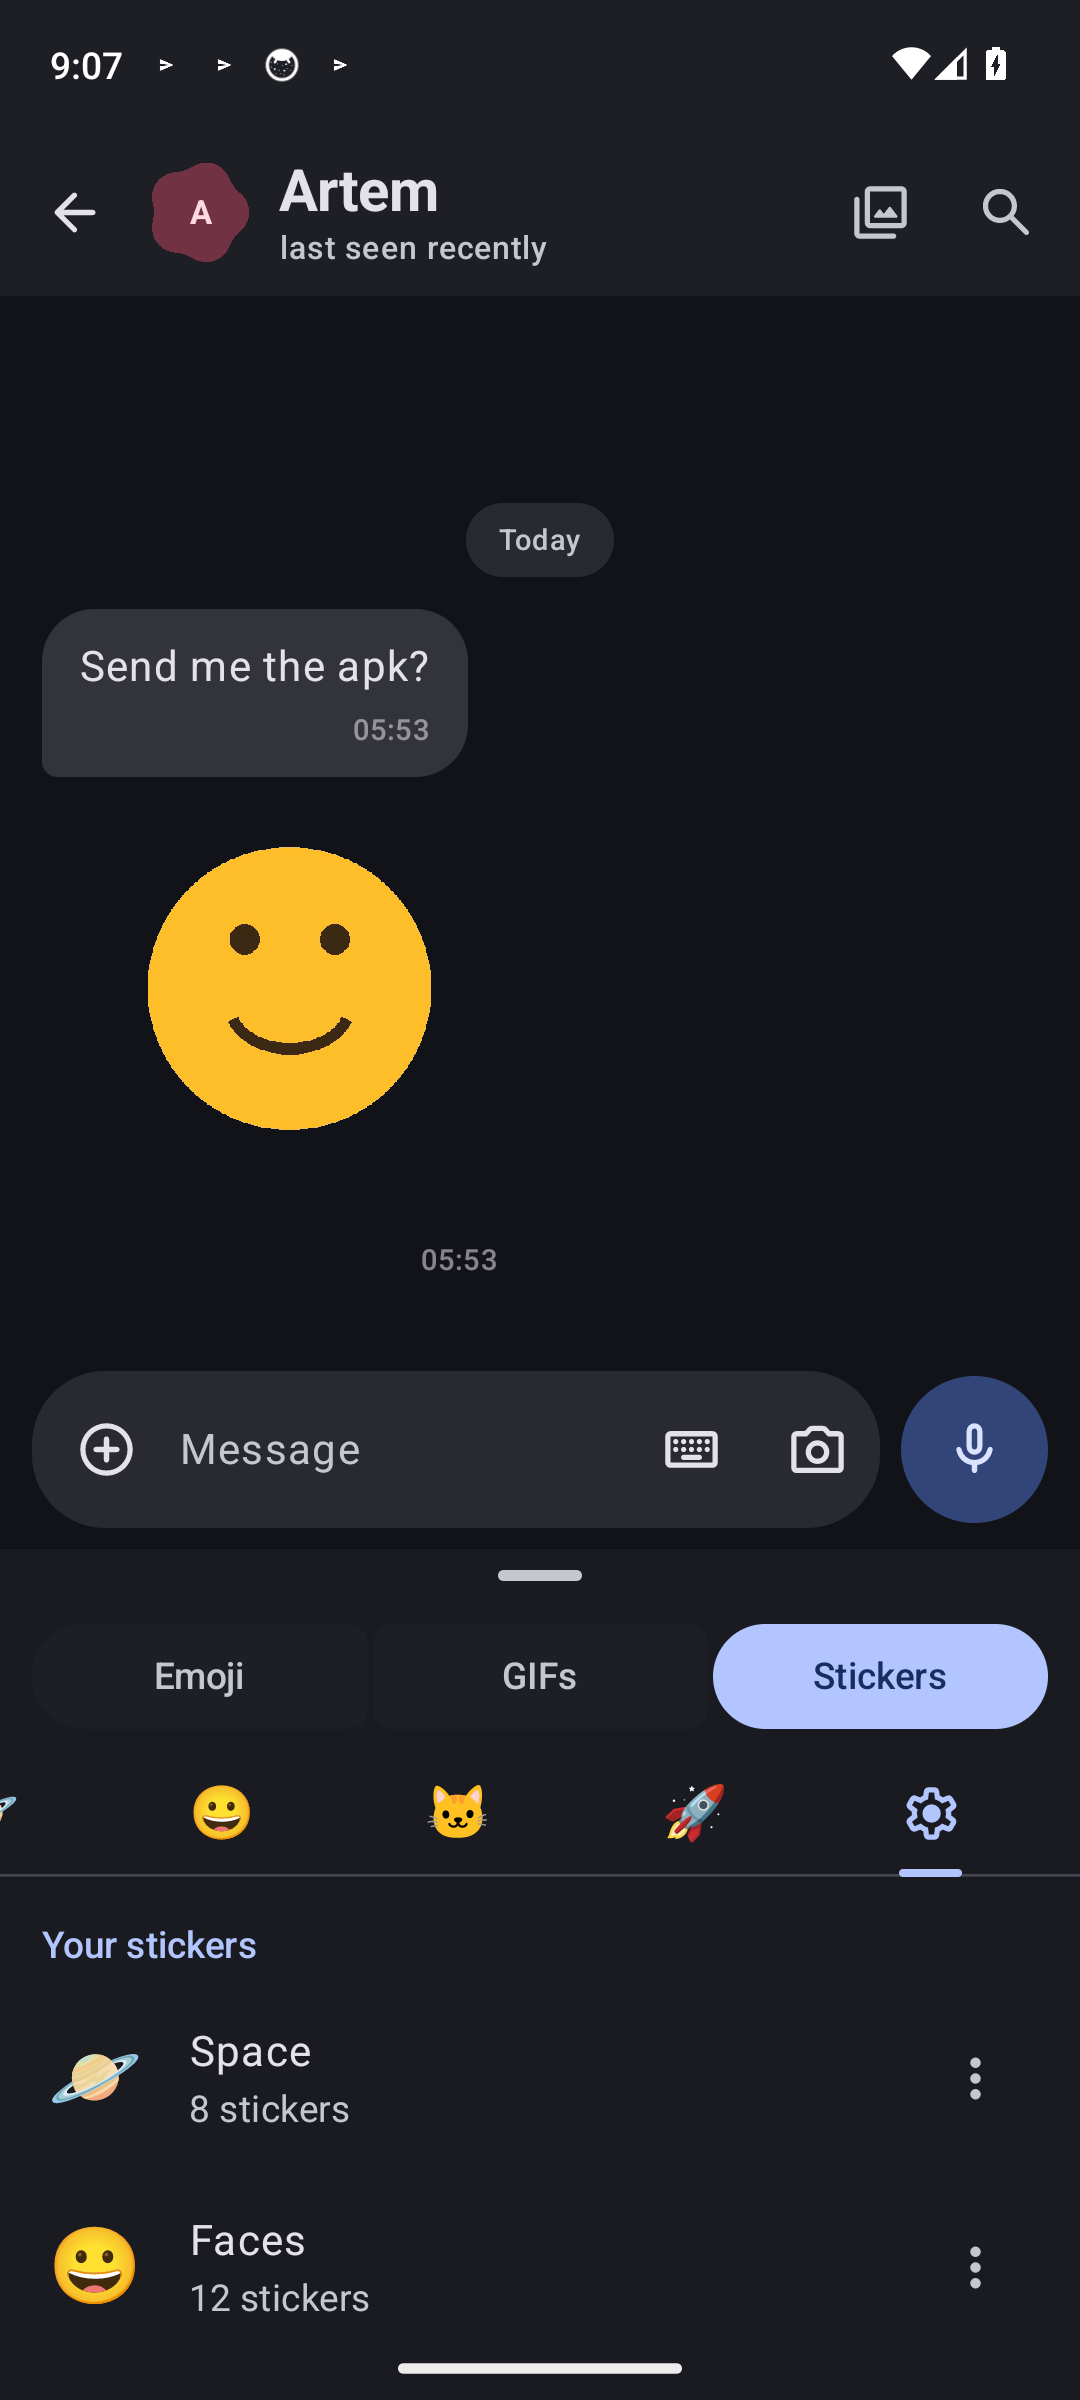 9:07
A
Artem
last seen recently
Today
Send me the apk?
05:53
05:53
Message
Emoji
GIFs
Stickers
Your stickers
Space
8 stickers
Faces
12 stickers